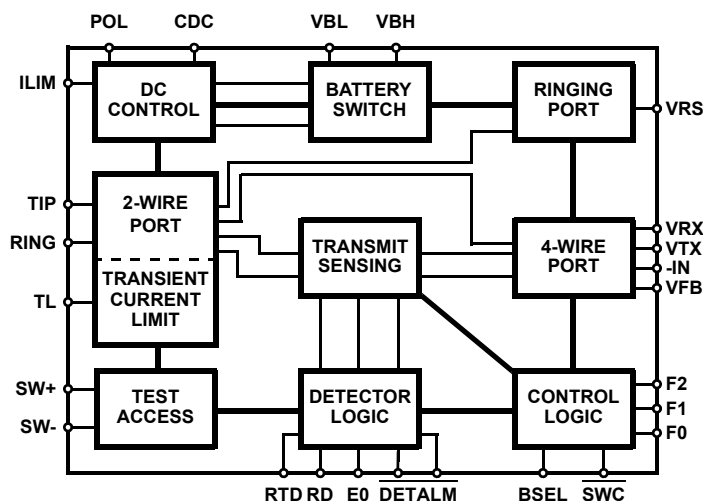 POL CDC VBL VBH
ILIM
DC
CONTROL
BATTERY
SWITCH
RINGING
PORT
VRS
TIP
RING
TL
2-WIRE
PORT
TRANSIENT
CURRENT
LIMIT
TRANSMIT
SENSING
4-WIRE
PORT
VRX
VTX
-IN
VFB
SW+
SW-
TEST
ACCESS
DETECTOR
LOGIC
CONTROL
LOGIC
F2
F1
F0
RTD RD E0 DET ALM BSEL SWC